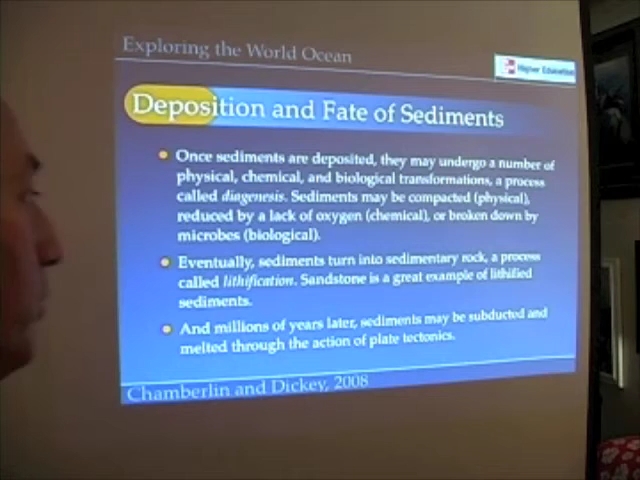 Exploring the World Ocean
Higher Education
Deposition and Fate of Sediments
Once sediments are deposited, they may undergo a number of
physical, chemical, and biological transformations, a process
called diagenesis. Sediments may be compacted (physical),
reduced by a lack of oxygen (chemical), or broken down by
microbes (biological).
Eventually, sediments turn into sedimentary rock, a process
called lithification. Sandstone is a great example of lithified
sediments.
And millions of years later, sediments may be subducted and
melted through the action of plate tectonics.
Chamberlin and Dickey, 2008